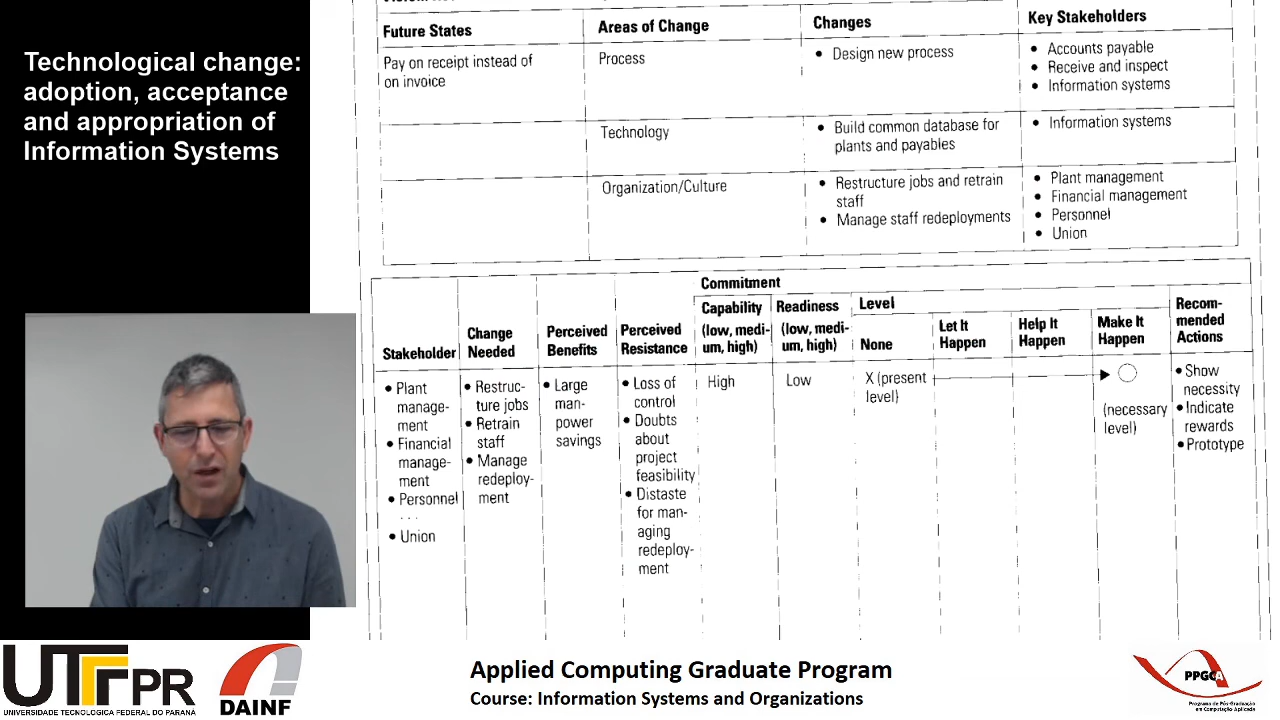 Technological change:
adoption, acceptance
and appropriation of
Information Systems
Future States
Areas of Change
Changes
Key Stakeholders
Pay on receipt instead of
on invoice
Process
• Design new process
• Accounts payable
• Receive and inspect
• Information systems
Technology
• Build common database for
plants and payables
• Information systems
Organization/Culture
• Restructure jobs and retrain
staff
• Manage staff redeployments
• Plant management
• Financial management
• Personnel
• Union
Commitment
Stakeholder
Change
Needed
Perceived
Benefits
Perceived
Resistance
Capability
(low, medi-
um, high)
Readiness
(low, medi-
um, high)
Level
None
Let It
Happen
Help It
Happen
Make It
Happen
Recom-
mended
Actions
• Plant
manage-
ment
• Financial
manage-
ment
• Personnel
. . .
• Union
• Restruc-
ture jobs
• Retrain
staff
• Manage
redeploy-
ment
• Large
man-
power
savings
• Loss of
control
• Doubts
about
project
feasibility
• Distaste
for man-
aging
redeploy-
ment
High
Low
X (present
level)
(necessary
level)
• Show
necessity
• Indicate
rewards
• Prototype
UTFPR
UNIVERSIDADE TECNOLÓGICA FEDERAL DO PARANÁ
DAINF
Applied Computing Graduate Program
Course: Information Systems and Organizations
PPGCA
Programa de Pós-Graduação
em Computação Aplicada